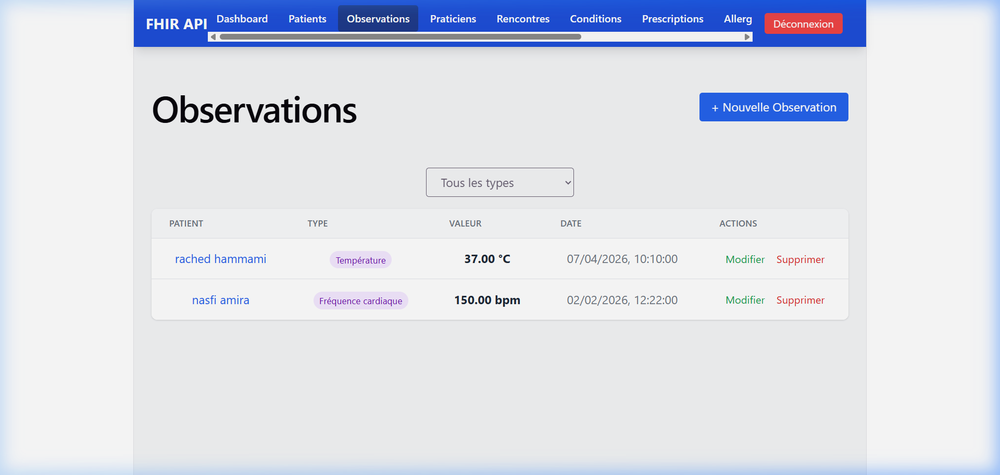 FHIR API
Dashboard Patients Observations Praticiens Rencontres Conditions Prescriptions Allerg
Déconnexion
Observations
+ Nouvelle Observation
Tous les types
PATIENT TYPE VALEUR DATE ACTIONS
rached hammami Température 37.00 °C 07/04/2026, 10:10:00 Modifier Supprimer
nasfi amira Fréquence cardiaque 150.00 bpm 02/02/2026, 12:22:00 Modifier Supprimer